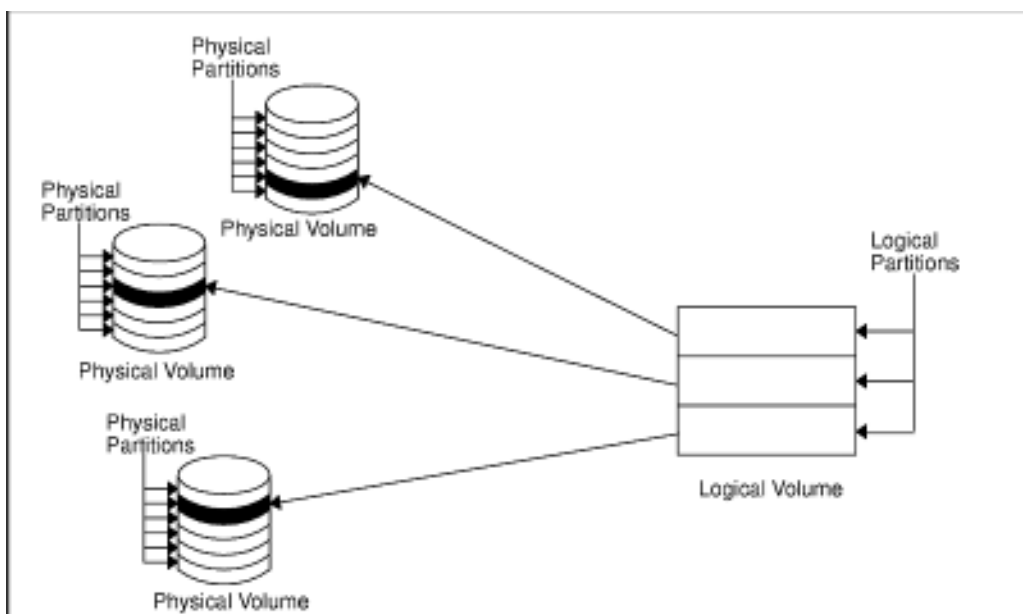 Physical
Partitions
Physical Volume
Physical
Partitions
Physical Volume
Logical
Partitions
Physical
Partitions
Logical Volume
Physical Volume